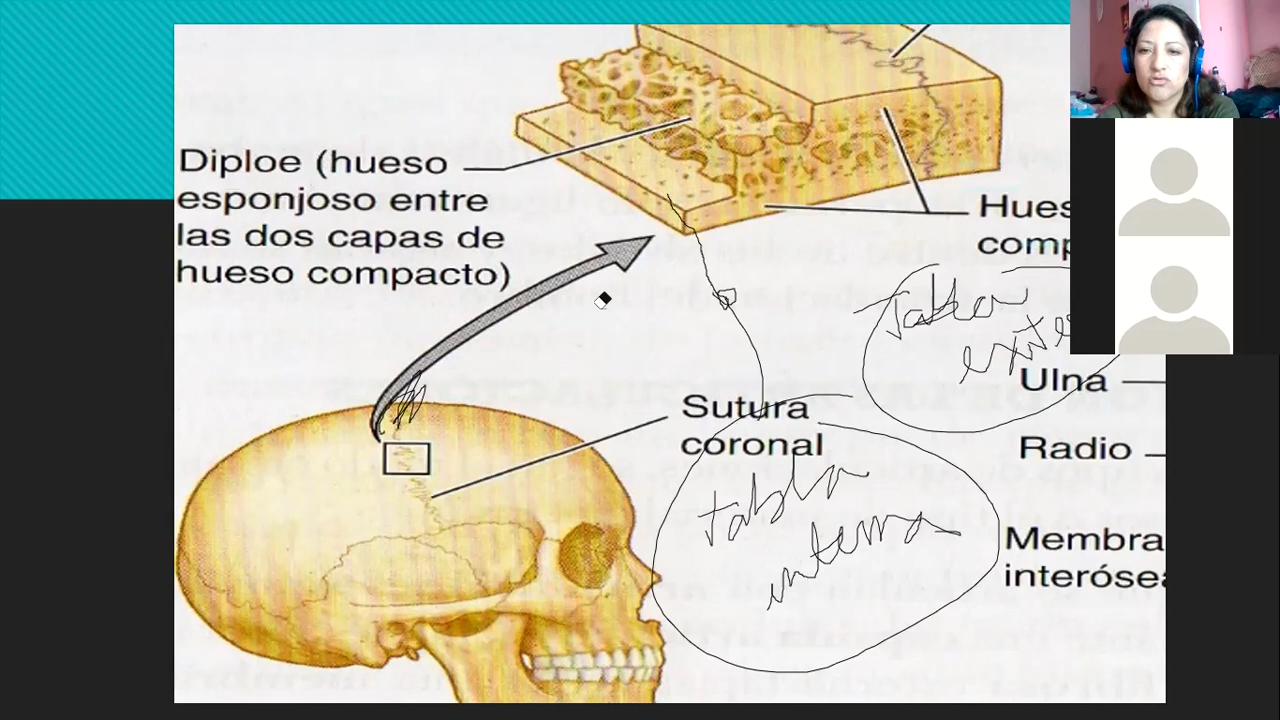 Diploe (hueso
esponjoso entre
las dos capas de
hueso compacto)
Hues
comp
tabla
exte
Ulna
Sutura
coronal
Radio
tabla
interna
Membra
interósea